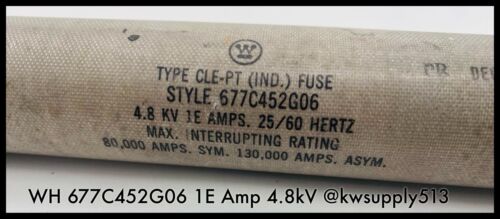 W
TYPE CLE-PT (IND.) FUSE
STYLE 677C452G06
4.8 KV 1E AMPS. 25/60 HERTZ
MAX. INTERRUPTING RATING
80,000 AMPS. SYM. 130,000 AMPS. ASYM.
WH 677C452G06 1E Amp 4.8kV @kwsupply513